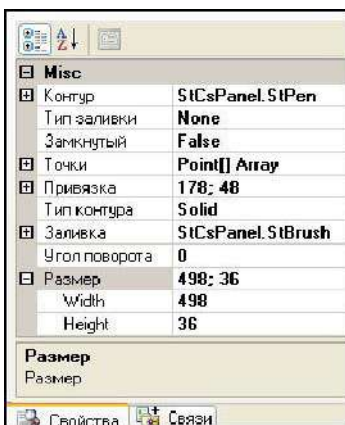 Misc
Контур StCsPanel.StPen
Тип заливки None
Замкнутый False
Точки Point[] Array
Привязка 178; 48
Тип контура Solid
Заливка StCsPanel.StBrush
Угол поворота 0
Размер 498; 36
Width 498
Height 36
Размер
Размер
Свойства Связи